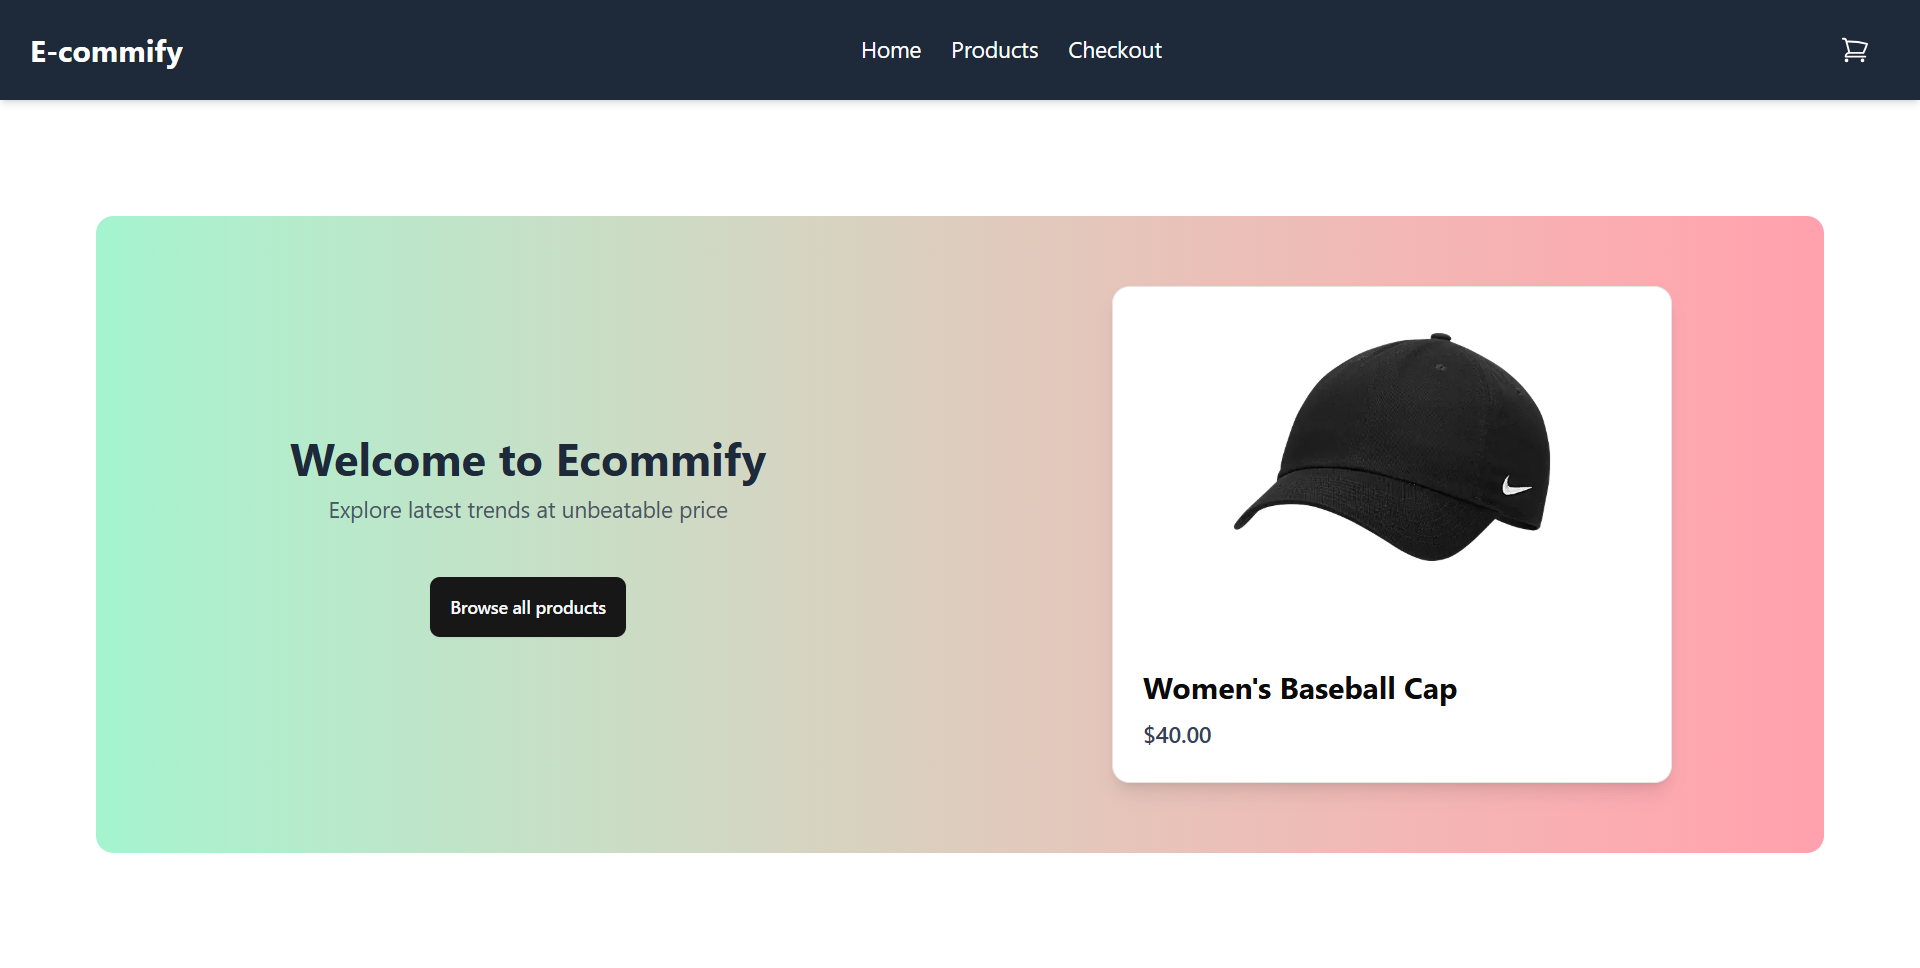 E-commify
Home Products Checkout
Welcome to Ecommify
Explore latest trends at unbeatable price
Browse all products
Women's Baseball Cap
$40.00